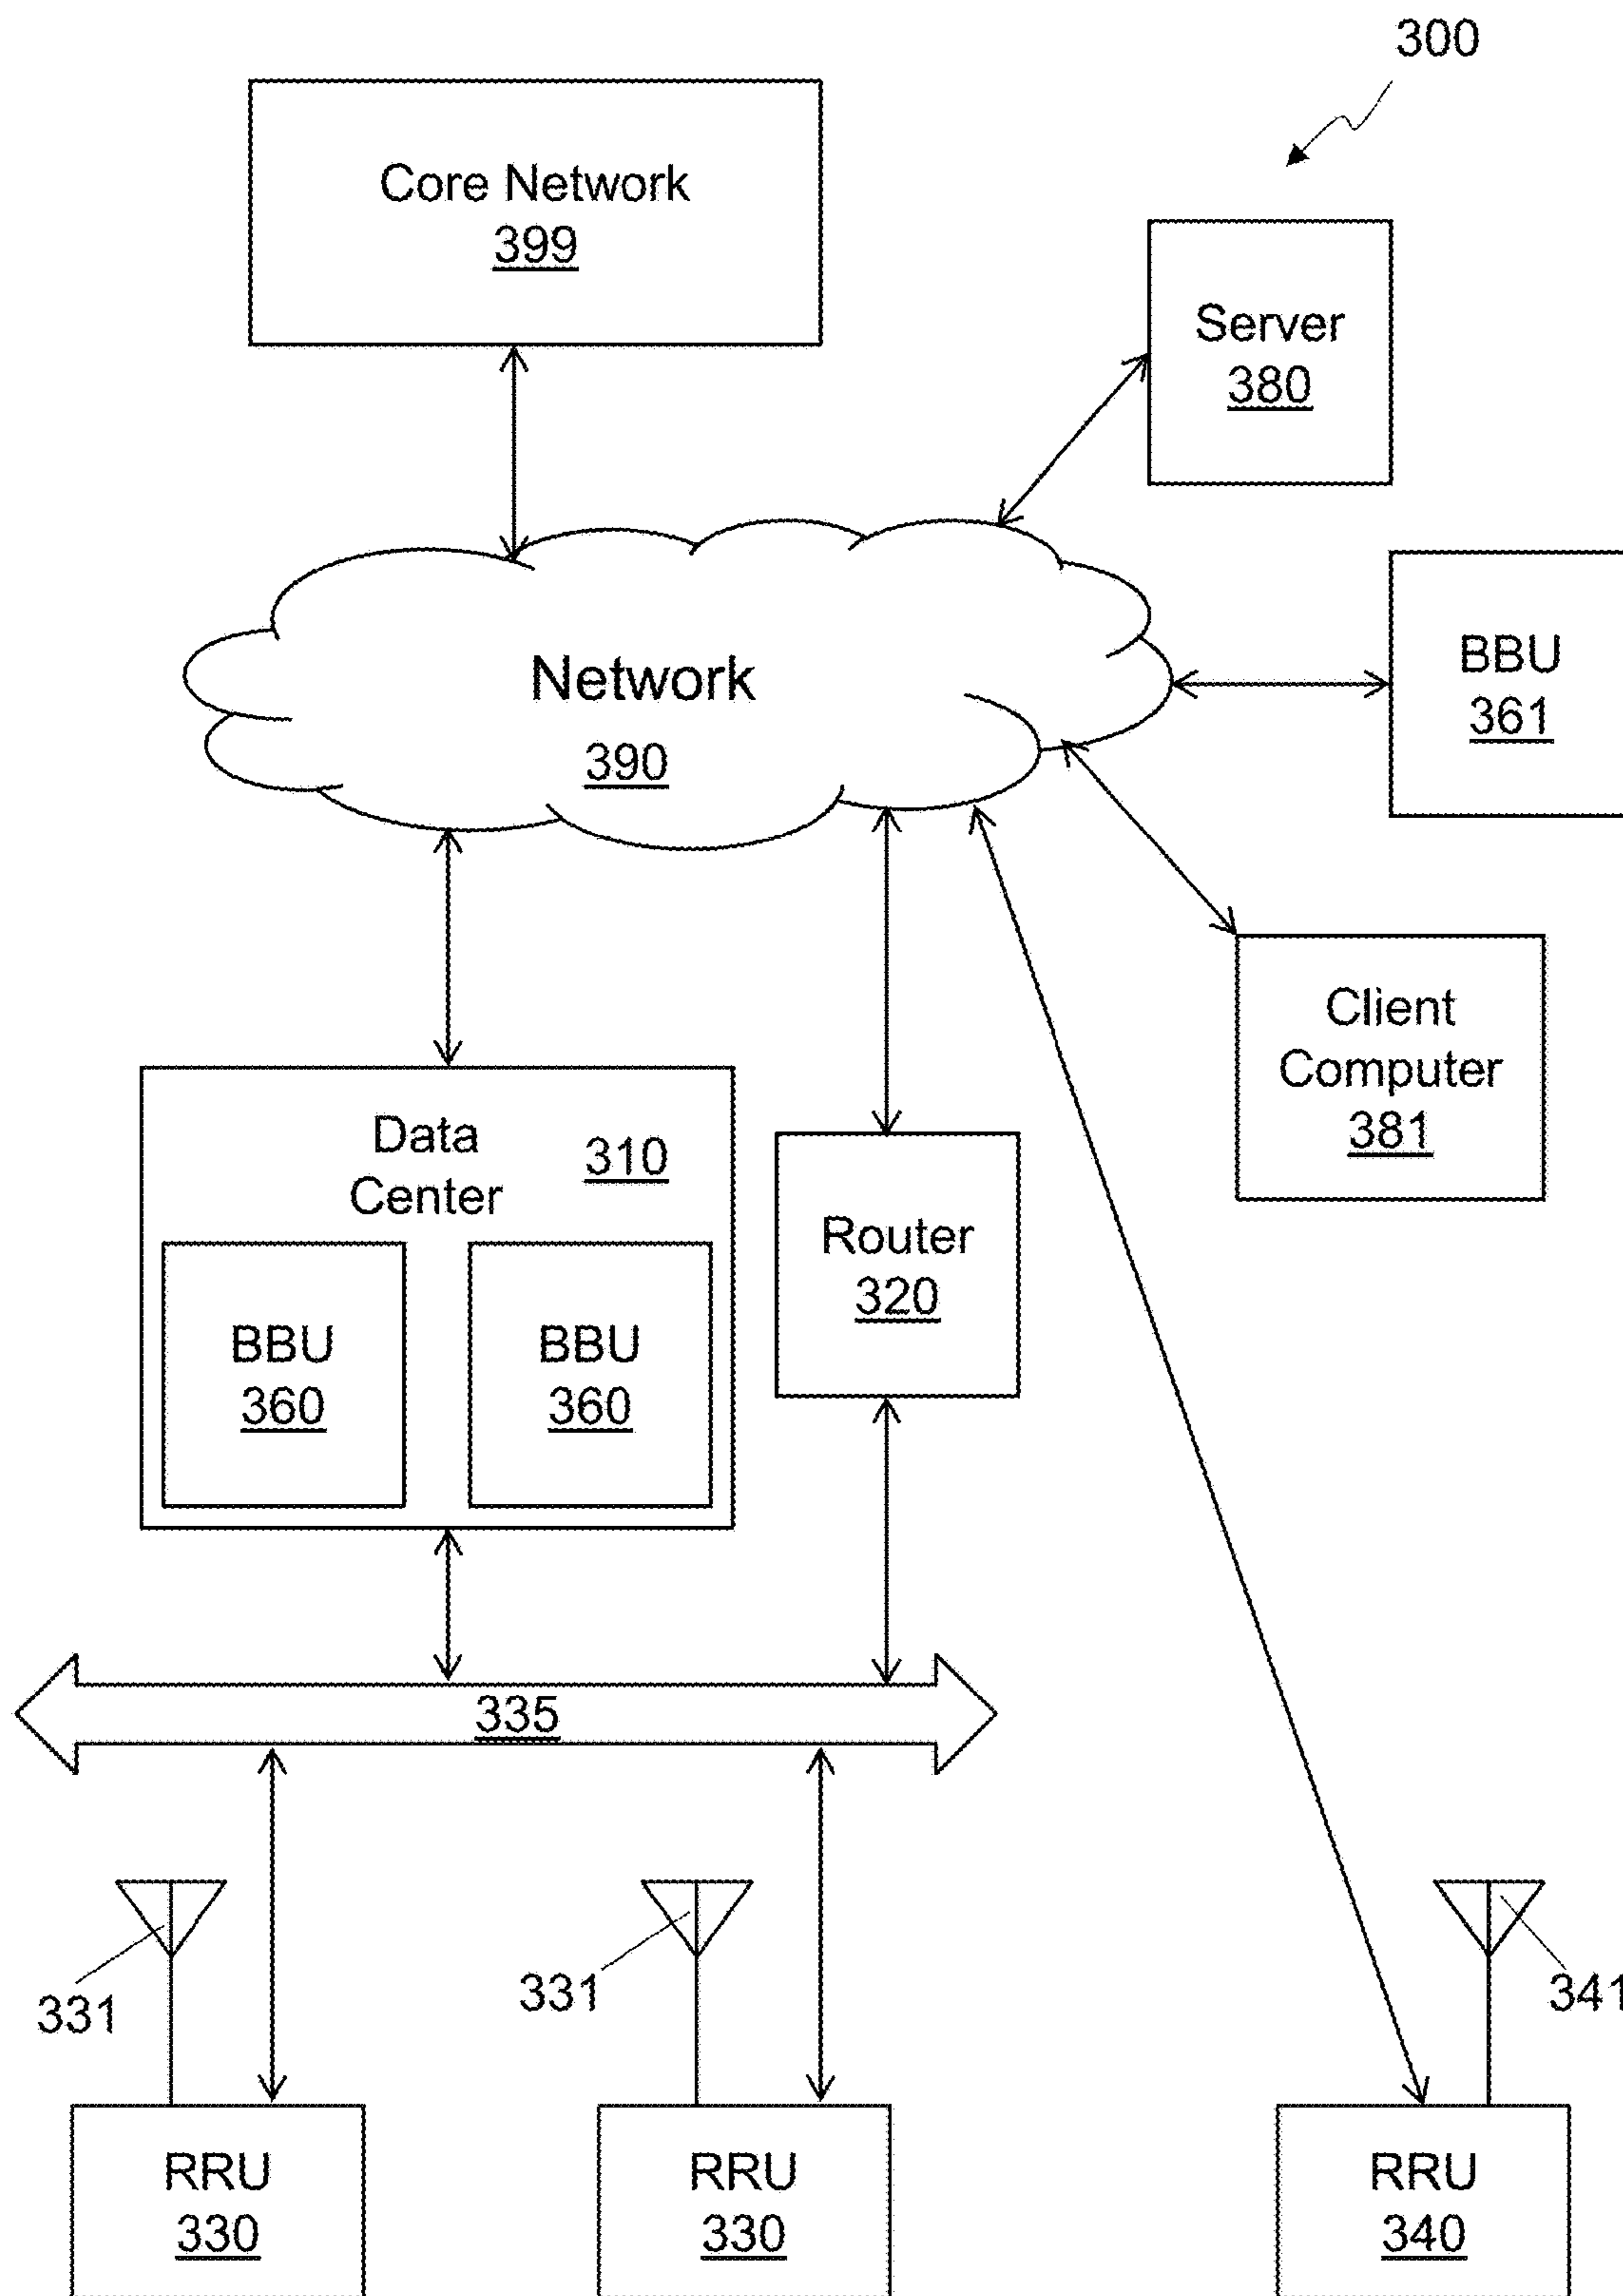 300
Core Network
399
Server
380
Network
390
BBU
361
Client
Computer
381
Data
Center
310
Router
320
BBU
360
BBU
360
335
331
331
341
RRU
330
RRU
330
RRU
340